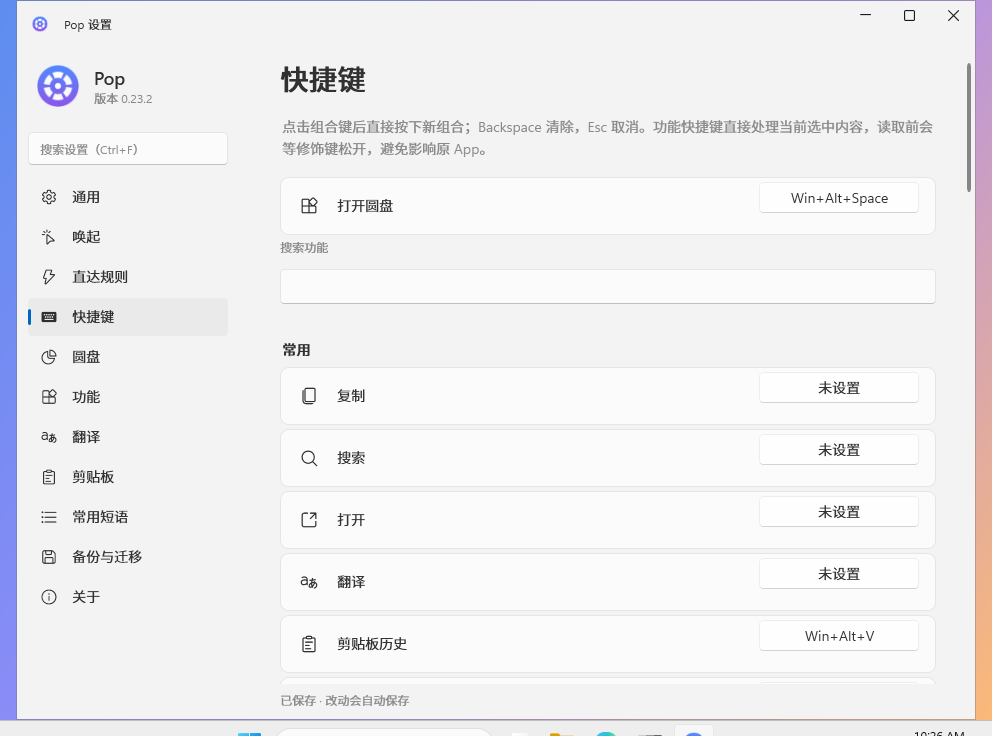 Pop 设置
Pop
版本 0.23.2
搜索设置（Ctrl+F）
通用
唤起
直达规则
快捷键
圆盘
功能
翻译
剪贴板
常用短语
备份与迁移
关于
快捷键
点击组合键后直接按下新组合；Backspace 清除，Esc 取消。功能快捷键直接处理当前选中内容，读取前会
等修饰键松开，避免影响原 App。
打开圆盘
Win+Alt+Space
搜索功能
常用
复制
未设置
搜索
未设置
打开
未设置
翻译
未设置
剪贴板历史
Win+Alt+V
已保存 · 改动会自动保存
10:26 AM